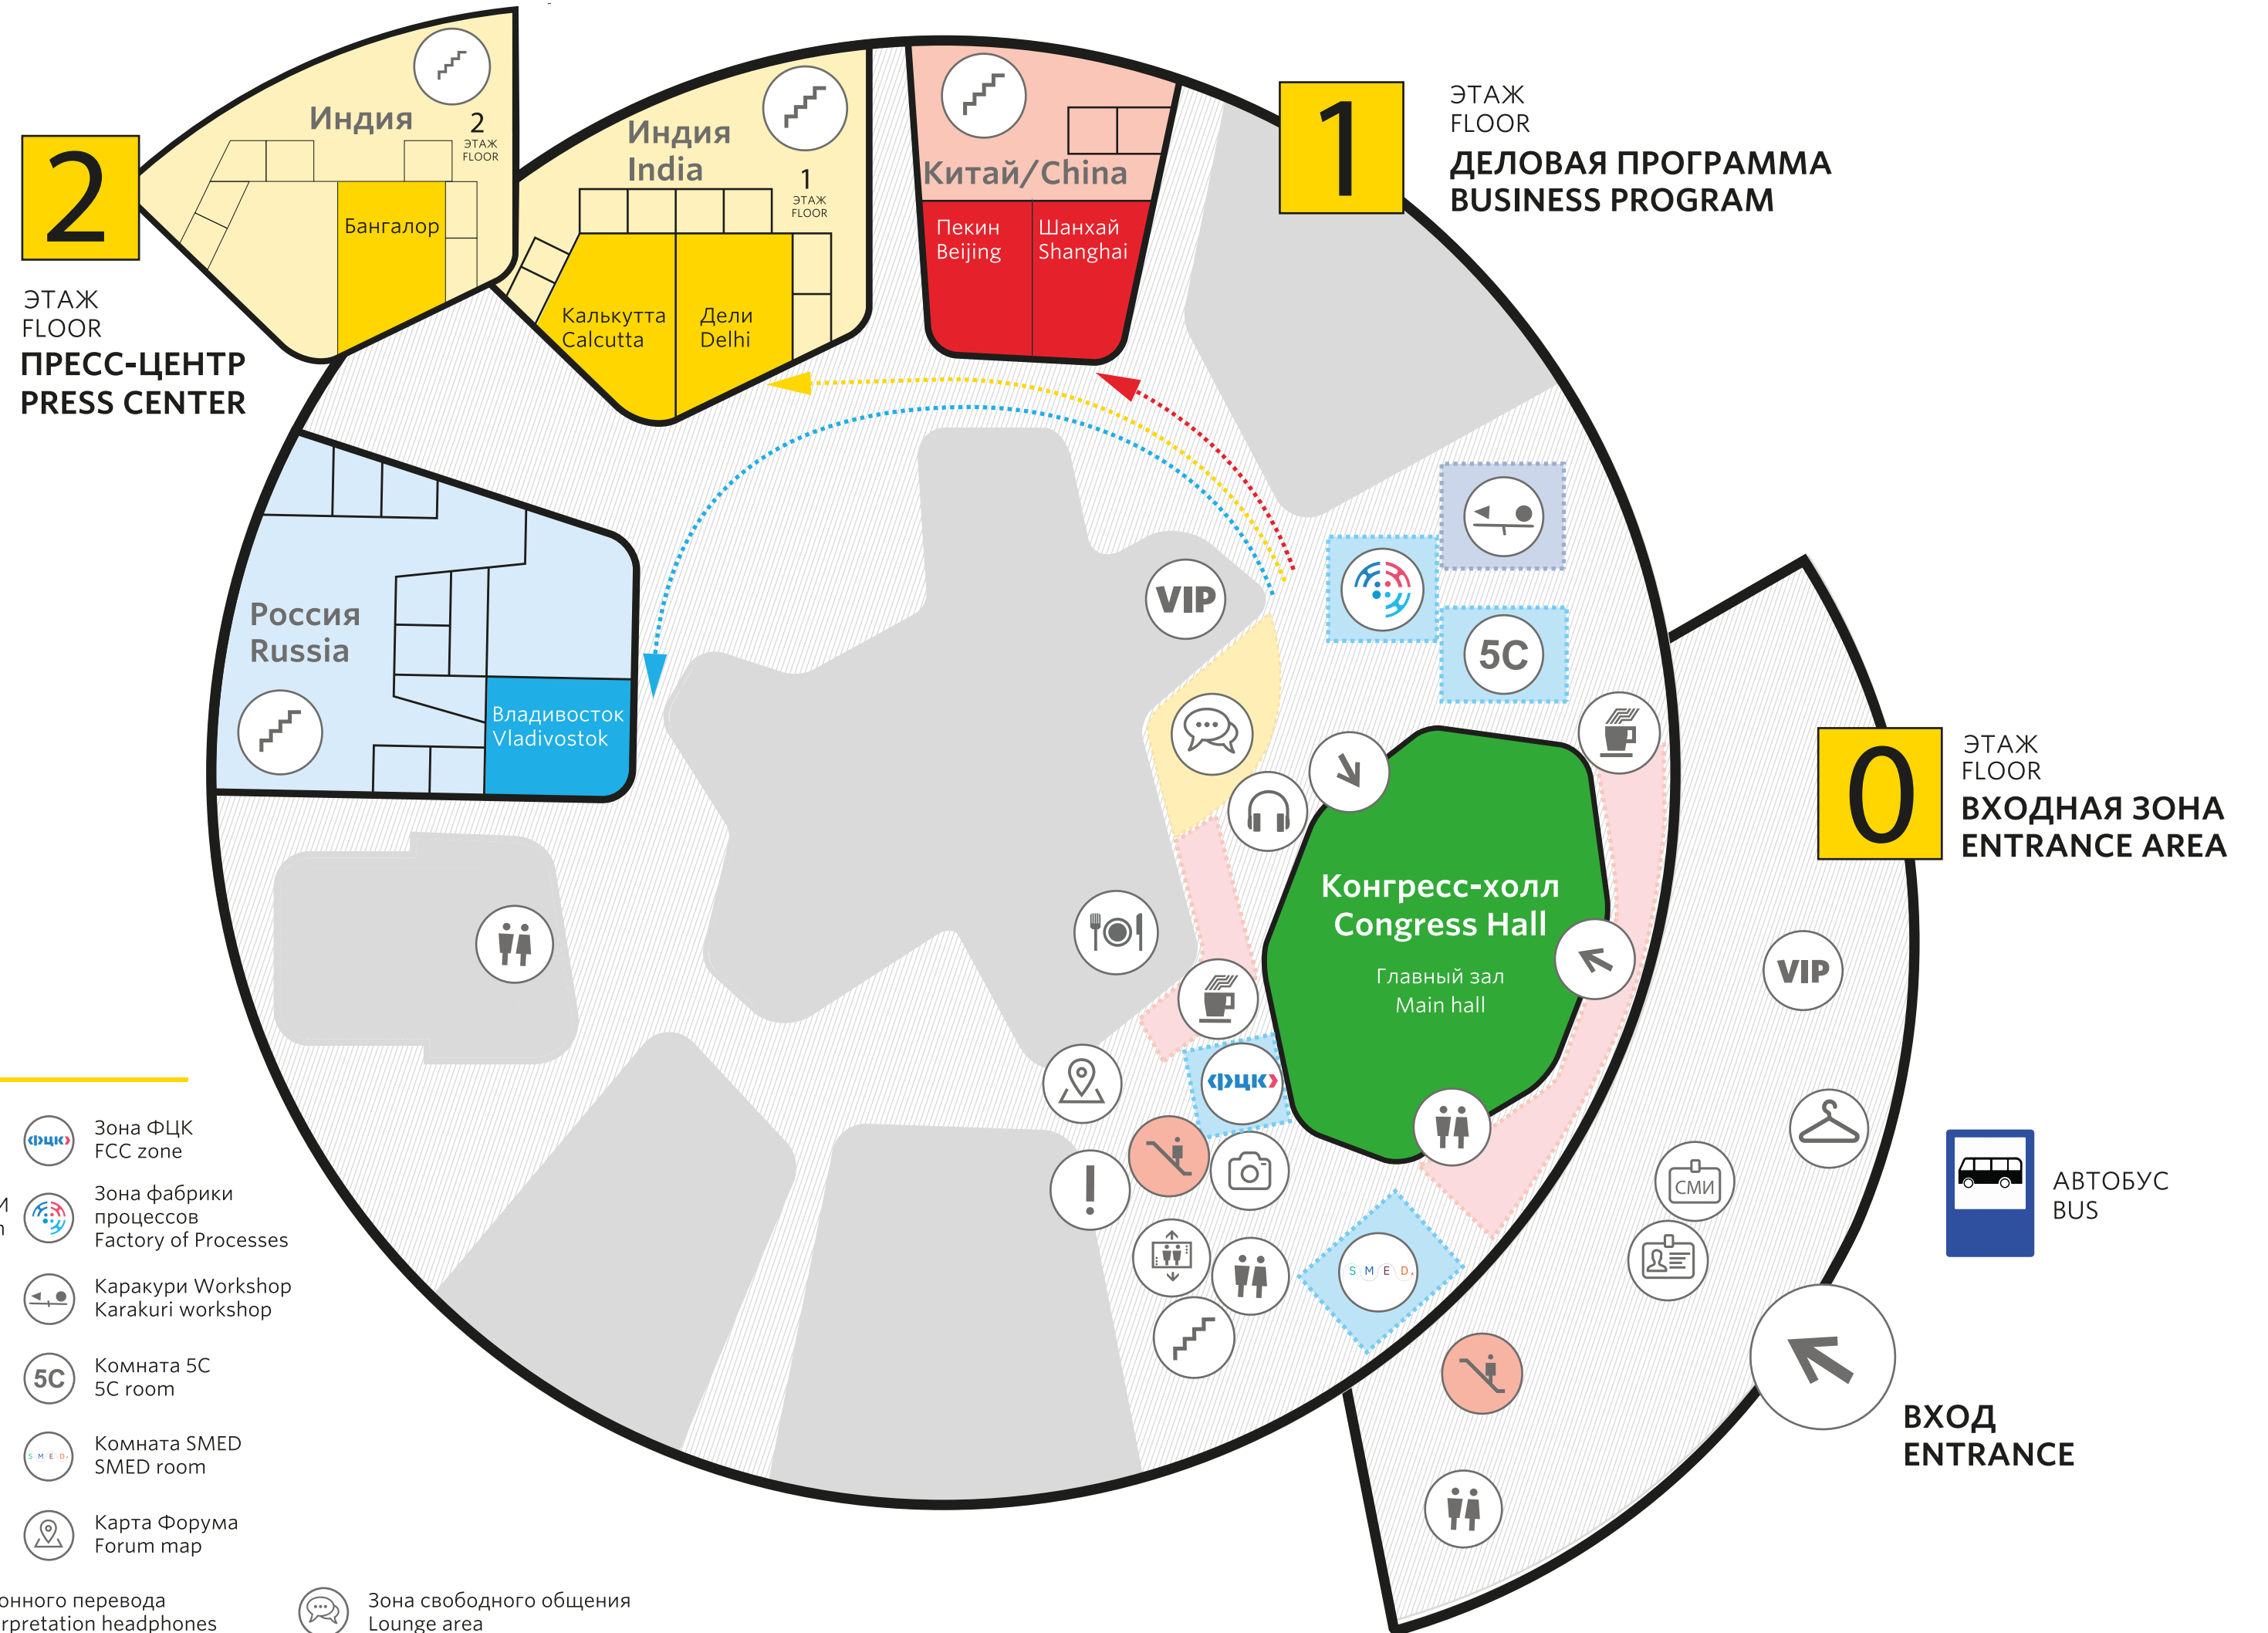 2
ЭТАЖ
FLOOR
ПРЕСС-ЦЕНТР
PRESS CENTER
Индия
2
ЭТАЖ
FLOOR
Бангалор
Индия
India
1
ЭТАЖ
FLOOR
Калькутта
Calcutta
Дели
Delhi
Китай/China
Пекин
Beijing
Шанхай
Shanghai
1
ЭТАЖ
FLOOR
ДЕЛОВАЯ ПРОГРАММА
BUSINESS PROGRAM
Россия
Russia
Владивосток
Vladivostok
VIP
5C
Конгресс-холл
Congress Hall
Главный зал
Main hall
ФЦК
S M E D.
0
ЭТАЖ
FLOOR
ВХОДНАЯ ЗОНА
ENTRANCE AREA
VIP
СМИ
АВТОБУС
BUS
ВХОД
ENTRANCE
ФЦК
Зона ФЦК
FCC zone
Зона фабрики
процессов
Factory of Processes
Каракури Workshop
Karakuri workshop
5C
Комната 5С
5C room
S M E D.
Комната SMED
SMED room
Карта Форума
Forum map
онного перевода
rpretation headphones
Зона свободного общения
Lounge area